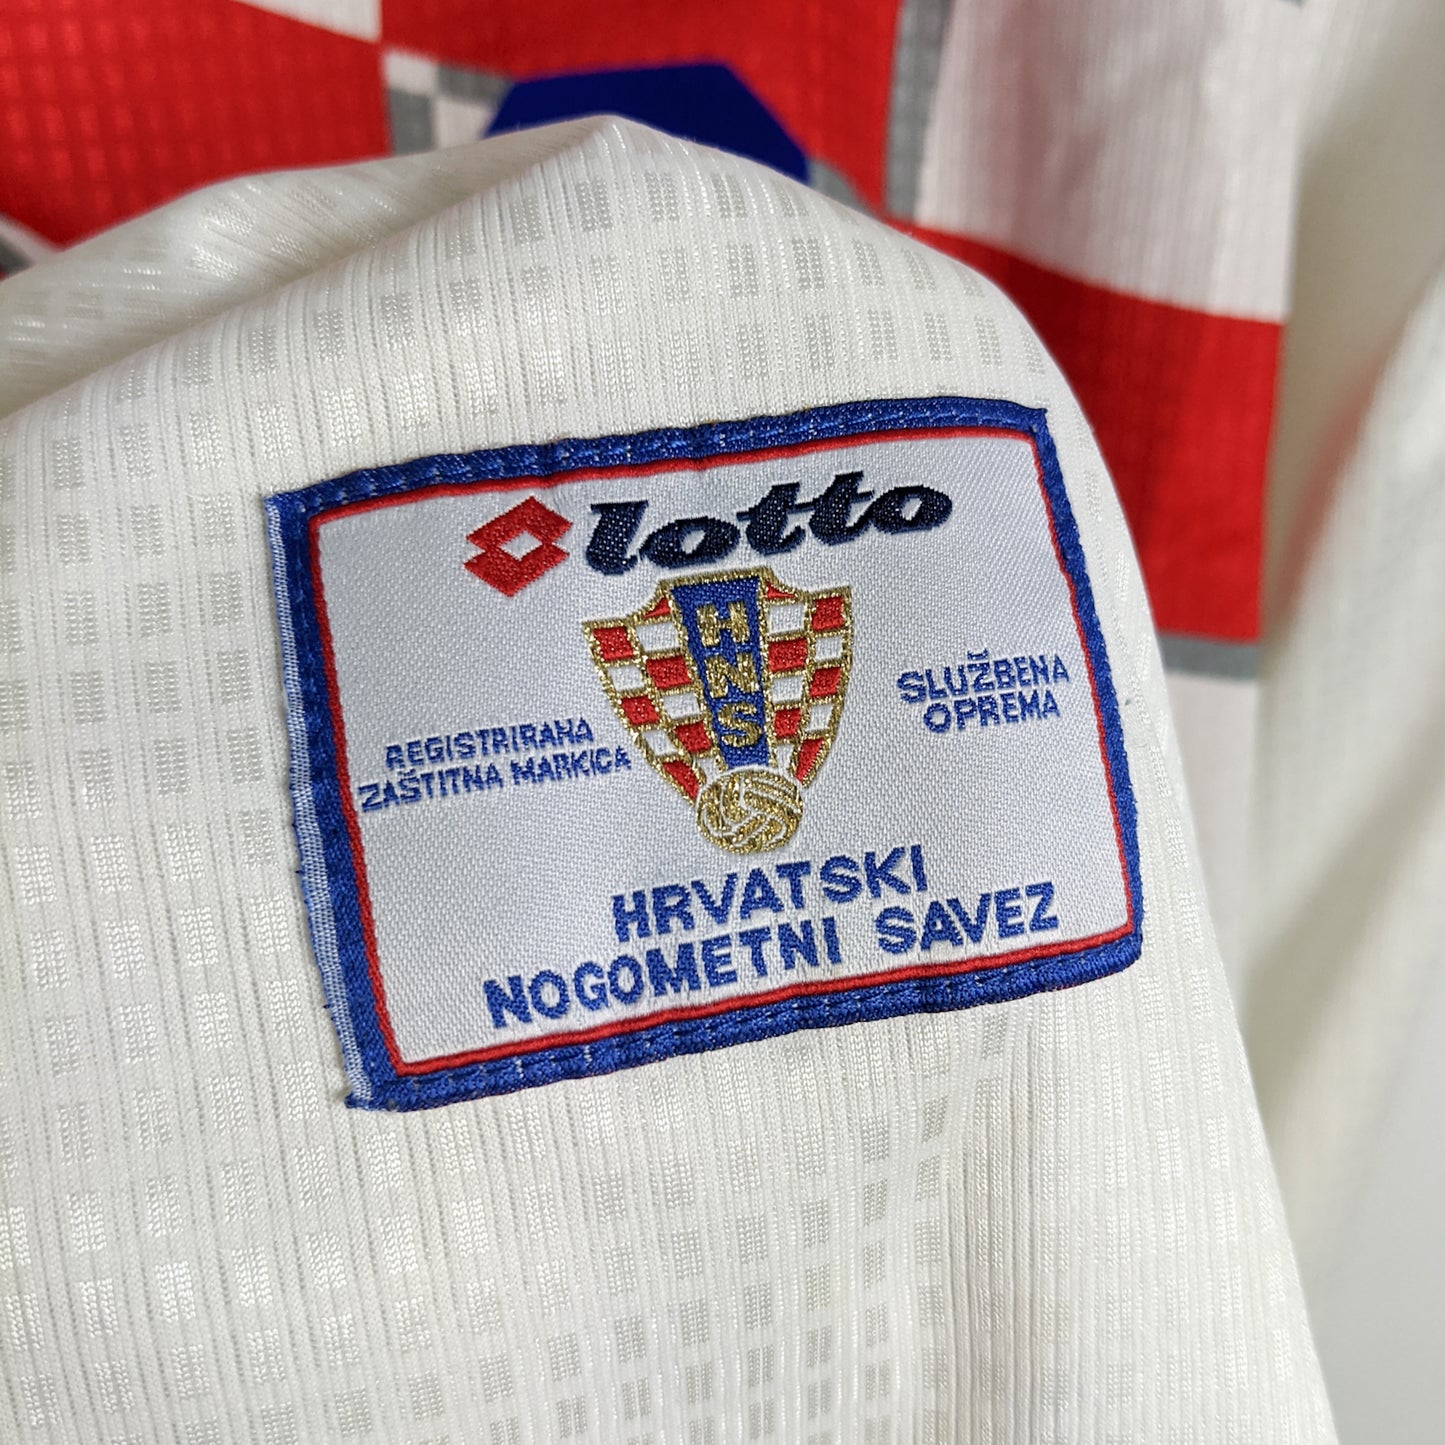 lotto
HNS
SLUŽBENA
OPREMA
REGISTRIRANA
ZAŠTITNA MARKICA
HRVATSKI
NOGOMETNI SAVEZ